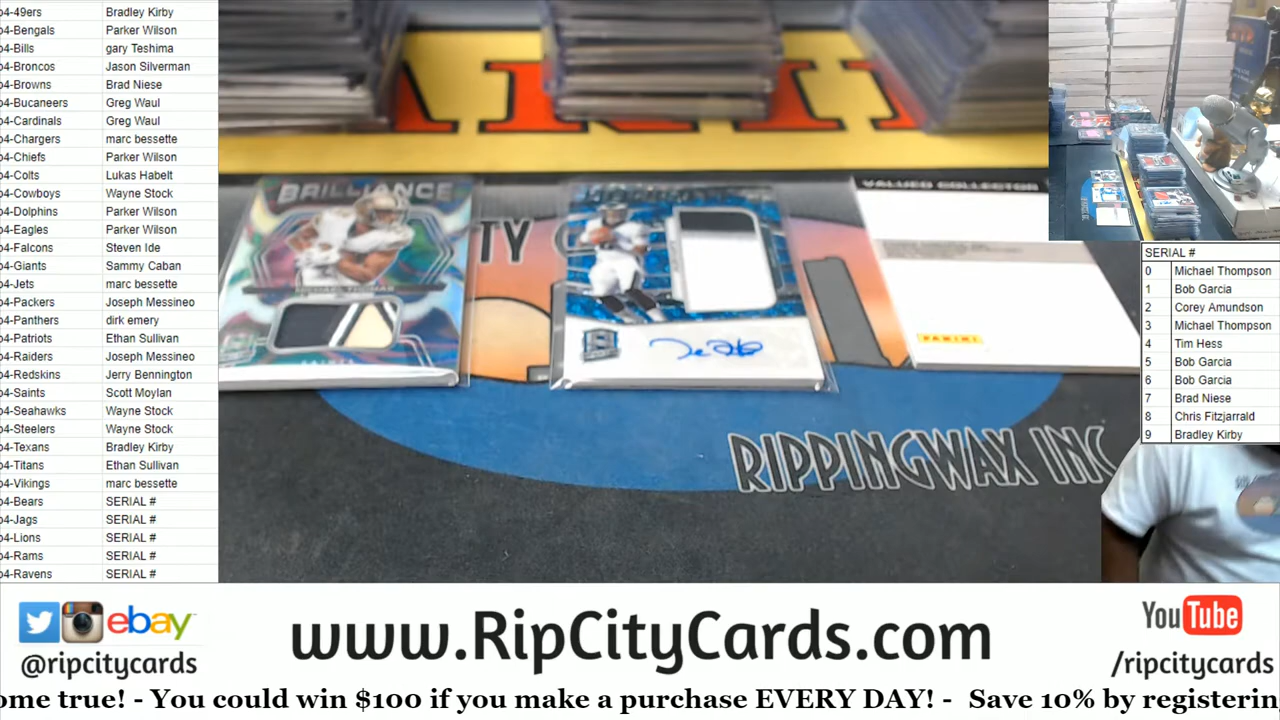 o4-49ers Bradley Kirby
o4-Bengals Parker Wilson
o4-Bills gary Teshima
o4-Broncos Jason Silverman
o4-Browns Brad Niese
o4-Bucaneers Greg Waul
o4-Cardinals Greg Waul
o4-Chargers marc bessette
o4-Chiefs Parker Wilson
o4-Colts Lukas Habelt
o4-Cowboys Wayne Stock
o4-Dolphins Parker Wilson
o4-Eagles Parker Wilson
o4-Falcons Steven Ide
o4-Giants Sammy Caban
o4-Jets marc bessette
o4-Packers Joseph Messineo
o4-Panthers dirk emery
o4-Patriots Ethan Sullivan
o4-Raiders Joseph Messineo
o4-Redskins Jerry Bennington
o4-Saints Scott Moylan
o4-Seahawks Wayne Stock
o4-Steelers Wayne Stock
o4-Texans Bradley Kirby
o4-Titans Ethan Sullivan
o4-Vikings marc bessette
o4-Bears SERIAL #
o4-Jags SERIAL #
o4-Lions SERIAL #
o4-Rams SERIAL #
o4-Ravens SERIAL #
BRILLIANCE
MICHAEL THOMAS
TY
VALUED COLLECTOR
PANINI
RIPPINGWAX INC
SERIAL #
0 Michael Thompson
1 Bob Garcia
2 Corey Amundson
3 Michael Thompson
4 Tim Hess
5 Bob Garcia
6 Bob Garcia
7 Brad Niese
8 Chris Fitzjarrald
9 Bradley Kirby
ebay
@ripcitycards
www.RipCityCards.com
YouTube
/ripcitycards
ome true! - You could win $100 if you make a purchase EVERY DAY! - Save 10% by registering